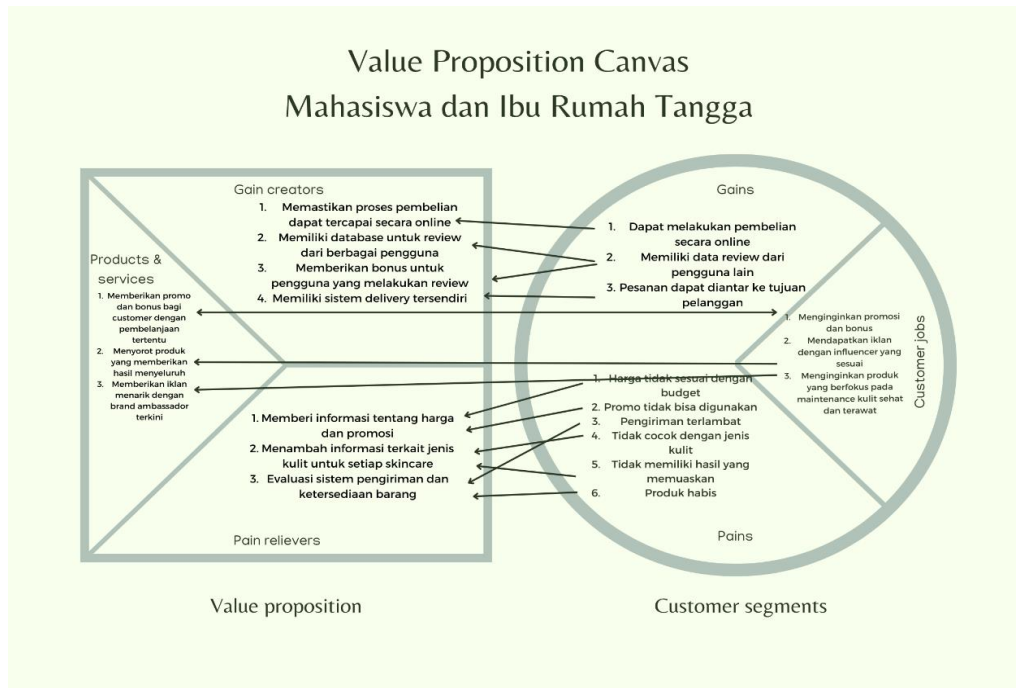 Value Proposition Canvas
Mahasiswa dan Ibu Rumah Tangga
Gain creators
1. Memastikan proses pembelian
dapat tercapai secara online
2. Memiliki database untuk review
dari berbagai pengguna
3. Memberikan bonus untuk
pengguna yang melakukan review
4. Memiliki sistem delivery tersendiri
Products &
services
1. Memberikan promo
dan bonus bagi
customer dengan
pembelanjaan
tertentu
2. Menyorot produk
yang memberikan
hasil menyeluruh
3. Memberikan iklan
menarik dengan
brand ambassador
terkini
1. Memberi informasi tentang harga
dan promosi
2. Menambah informasi terkait jenis
kulit untuk setiap skincare
3. Evaluasi sistem pengiriman dan
ketersediaan barang
Pain relievers
Value proposition
Gains
1. Dapat melakukan pembelian
secara online
2. Memiliki data review dari
pengguna lain
3. Pesanan dapat diantar ke tujuan
pelanggan
1. Menginginkan promosi
dan bonus
2. Mendapatkan iklan
dengan influencer yang
sesuai
3. Menginginkan produk
yang berfokus pada
maintenance kulit sehat
dan terawat
Customer jobs
1. Harga tidak sesuai dengan
budget
2. Promo tidak bisa digunakan
3. Pengiriman terlambat
4. Tidak cocok dengan jenis
kulit
5. Tidak memiliki hasil yang
memuaskan
6. Produk habis
Pains
Customer segments